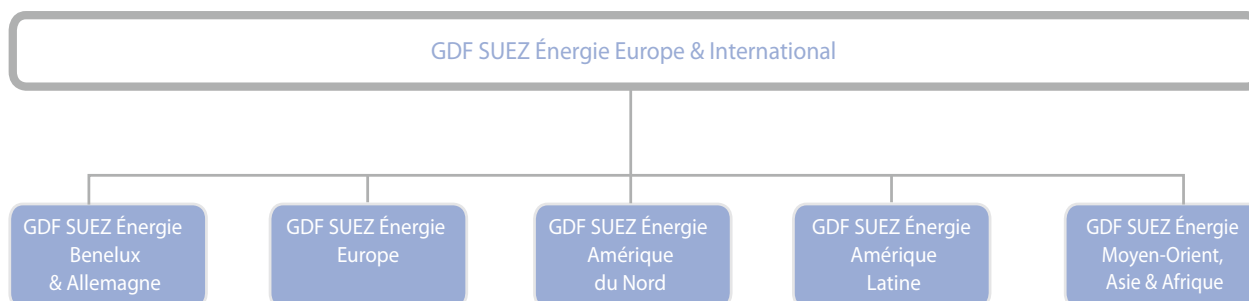 GDF SUEZ Énergie Europe & International
GDF SUEZ Énergie
Benelux
& Allemagne
GDF SUEZ Énergie
Europe
GDF SUEZ Énergie
Amérique
du Nord
GDF SUEZ Énergie
Amérique
Latine
GDF SUEZ Énergie
Moyen-Orient,
Asie & Afrique